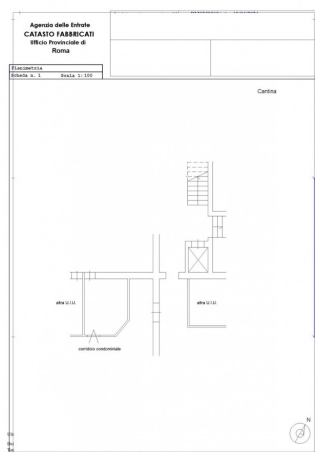 Agenzia delle Entrate
CATASTO FABBRICATI
Ufficio Provinciale di
Roma
Planimetria
Scheda n. 1 Scala 1:100
Cantina
altra U.I.U.
altra U.I.U.
corridoio condominiale
N